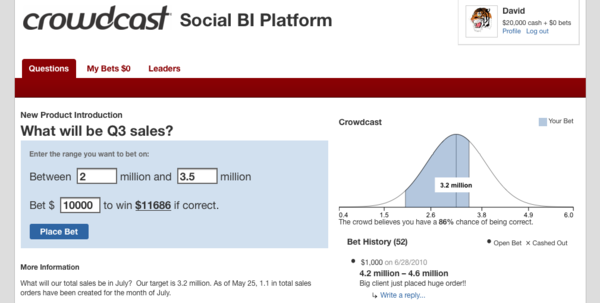 crowdcast Social BI Platform
David
$20,000 cash + $0 bets
Profile Log out
Questions My Bets $0 Leaders
New Product Introduction
What will be Q3 sales?
Enter the range you want to bet on:
Between 2 million and 3.5 million
Bet $ 10000 to win $11686 if correct.
Place Bet
More Information
What will our total sales be in July? Our target is 3.2 million. As of May 25, 1.1 in total sales
orders have been created for the month of July.
Crowdcast
Your Bet
3.2 million
0.4 1.5 2.6 3.8 4.9 6.0
The crowd believes you have a 86% chance of being correct.
Bet History (52)
● Open Bet × Cashed Out
● $1,000 on 6/28/2010
4.2 million – 4.6 million
Big client just placed huge order!!
↳ Write a reply...